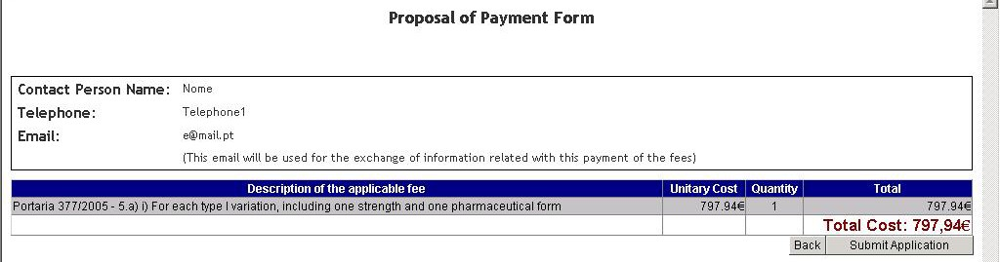 Proposal of Payment Form
Contact Person Name: Nome
Telephone: Telephone1
Email: e@mail.pt
(This email will be used for the exchange of information related with this payment of the fees)
Description of the applicable fee Unitary Cost Quantity Total
Portaria 377/2005 - 5.a) i) For each type I variation, including one strength and one pharmaceutical form 797.94€ 1 797.94€
Total Cost: 797,94€
Back Submit Application